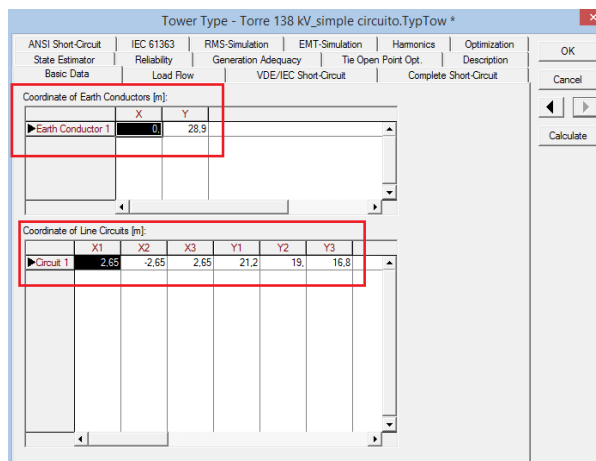 Tower Type - Torre 138 kV_simple circuito.TypTow *
ANSI Short-Circuit IEC 61363 RMS-Simulation EMT-Simulation Harmonics Optimization
State Estimator Reliability Generation Adequacy Tie Open Point Opt. Description
Basic Data Load Flow VDE/IEC Short-Circuit Complete Short-Circuit
OK
Cancel
Calculate
Coordinate of Earth Conductors [m]:
X Y
Earth Conductor 1 0, 28,9
Coordinate of Line Circuits [m]:
X1 X2 X3 Y1 Y2 Y3
Circuit 1 2,65 -2,65 2,65 21,2 19, 16,8